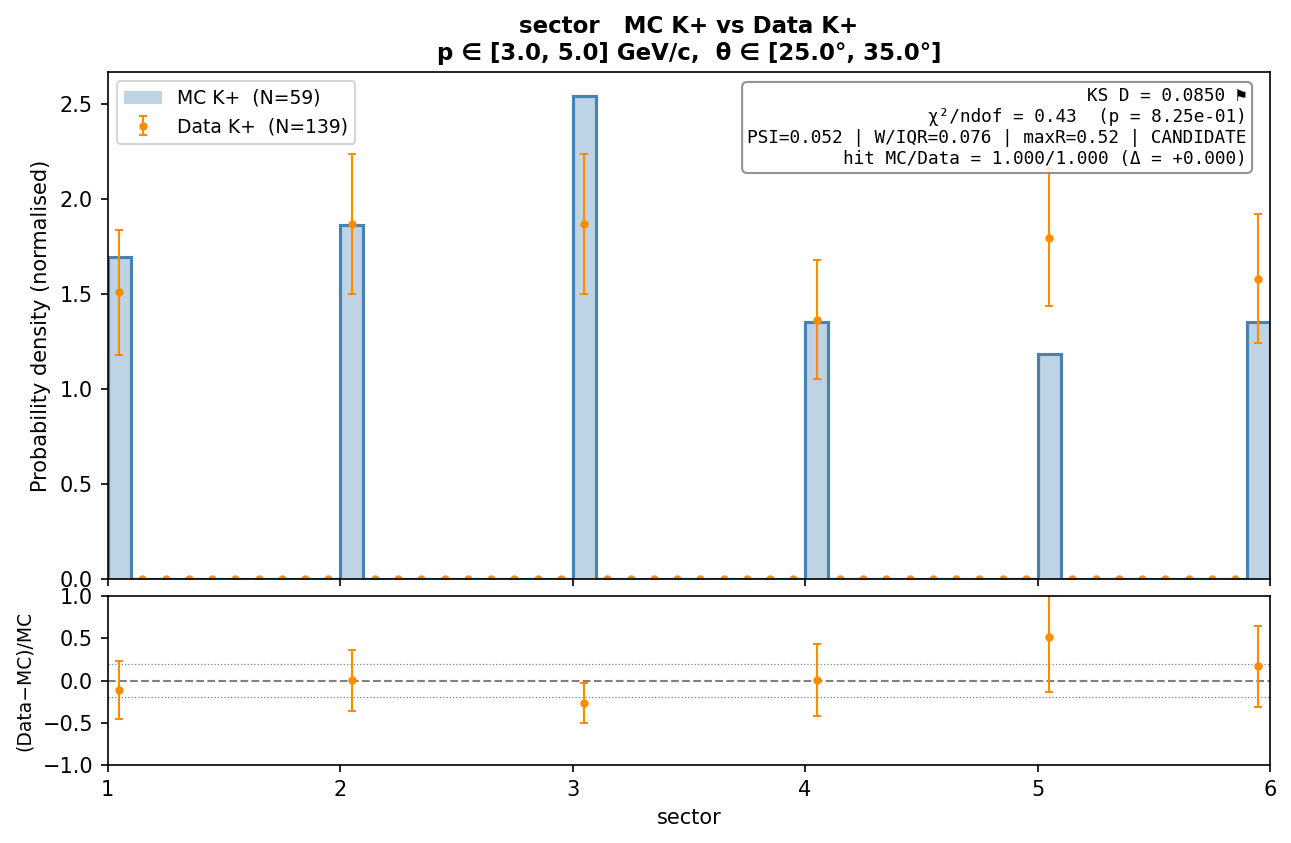 sector   MC K+ vs Data K+
p ∈ [3.0, 5.0] GeV/c,  θ ∈ [25.0°, 35.0°]
MC K+  (N=59)
Data K+  (N=139)
KS D = 0.0850 ⚑
χ²/ndof = 0.43  (p = 8.25e-01)
PSI=0.052 | W/IQR=0.076 | maxR=0.52 | CANDIDATE
hit MC/Data = 1.000/1.000 (Δ = +0.000)
Probability density (normalised)
2.5
2.0
1.5
1.0
0.5
0.0
(Data−MC)/MC
1.0
0.5
0.0
−0.5
−1.0
1 2 3 4 5 6
sector